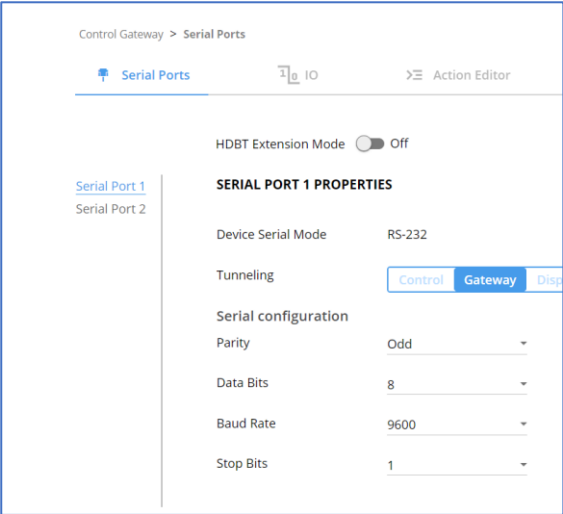 Control Gateway > Serial Ports
Serial Ports
IO
Action Editor
HDBT Extension Mode Off
Serial Port 1
Serial Port 2
SERIAL PORT 1 PROPERTIES
Device Serial Mode RS-232
Tunneling Control Gateway Disp
Serial configuration
Parity Odd
Data Bits 8
Baud Rate 9600
Stop Bits 1